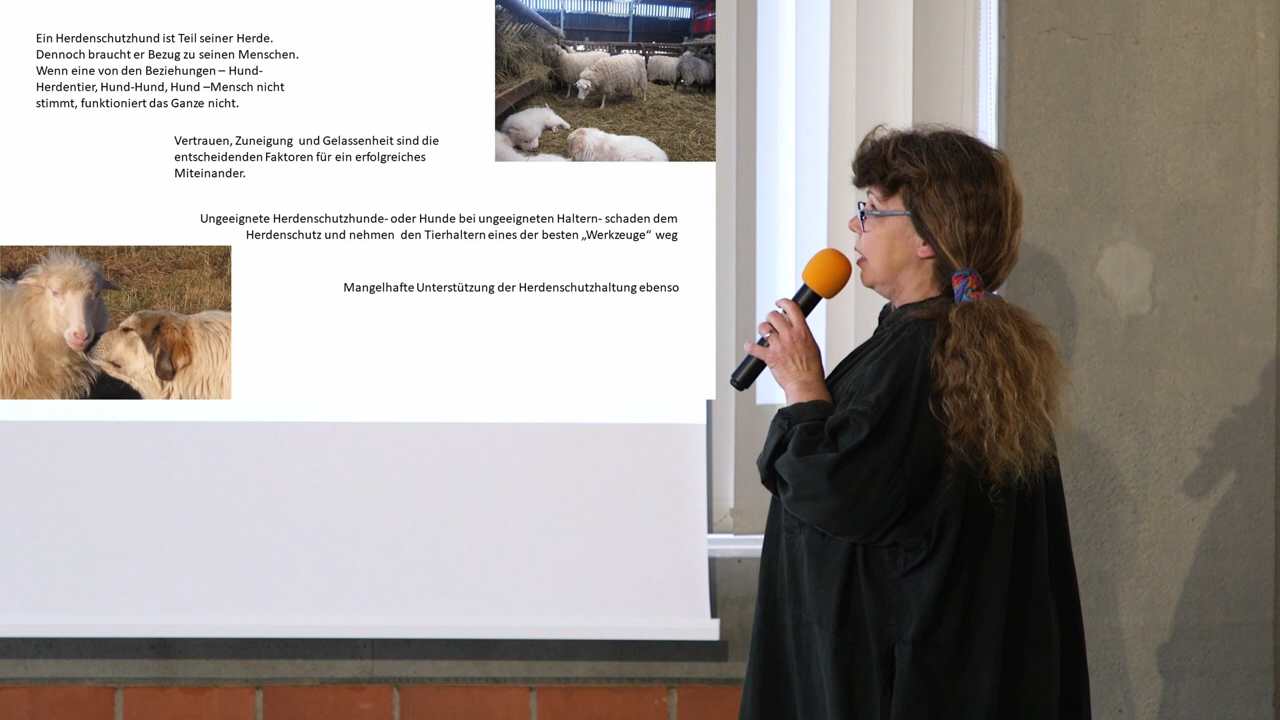 Ein Herdenschutzhund ist Teil seiner Herde.
Dennoch braucht er Bezug zu seinen Menschen.
Wenn eine von den Beziehungen – Hund-
Herdentier, Hund-Hund, Hund –Mensch nicht
stimmt, funktioniert das Ganze nicht.
Vertrauen, Zuneigung und Gelassenheit sind die
entscheidenden Faktoren für ein erfolgreiches
Miteinander.
Ungeeignete Herdenschutzhunde- oder Hunde bei ungeeigneten Haltern- schaden dem
Herdenschutz und nehmen den Tierhaltern eines der besten „Werkzeuge“ weg
Mangelhafte Unterstützung der Herdenschutzhaltung ebenso